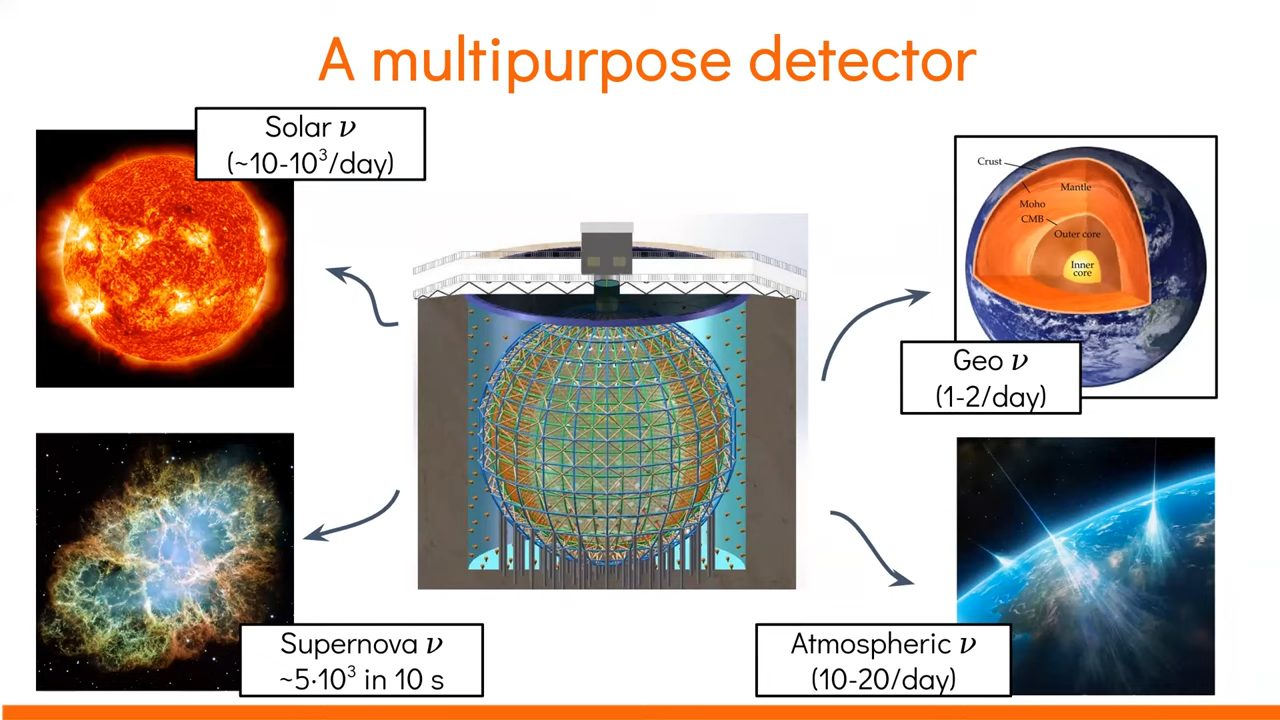 A multipurpose detector
Solar ν
(~10-10³/day)
Crust
Mantle
Moho
CMB
Outer core
Inner
core
Geo ν
(1-2/day)
Supernova ν
~5·10³ in 10 s
Atmospheric ν
(10-20/day)